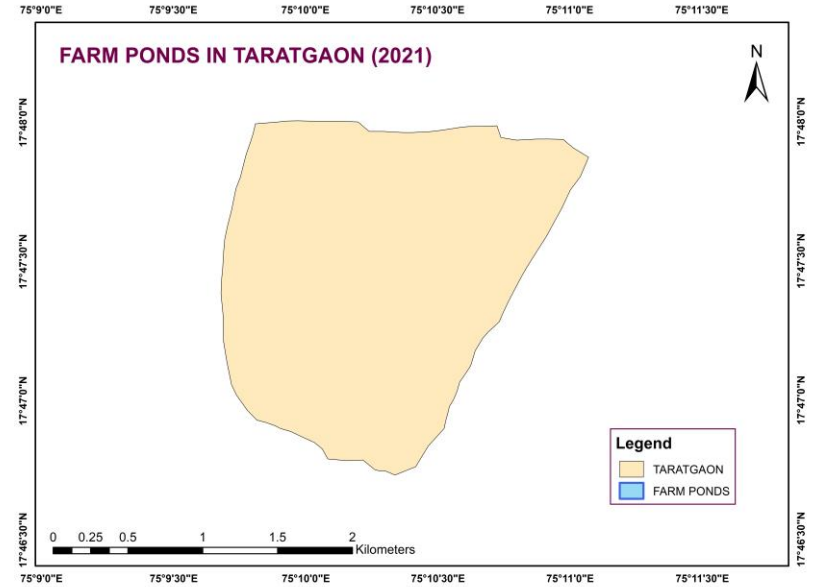 75°9'0"E 75°9'30"E 75°10'0"E 75°10'30"E 75°11'0"E 75°11'30"E
FARM PONDS IN TARATGAON (2021)
N
17°48'0"N 17°48'0"N
17°47'30"N 17°47'30"N
17°47'0"N 17°47'0"N
Legend
TARATGAON
FARM PONDS
17°46'30"N 17°46'30"N
0 0.25 0.5 1 1.5 2
Kilometers
75°9'0"E 75°9'30"E 75°10'0"E 75°10'30"E 75°11'0"E 75°11'30"E